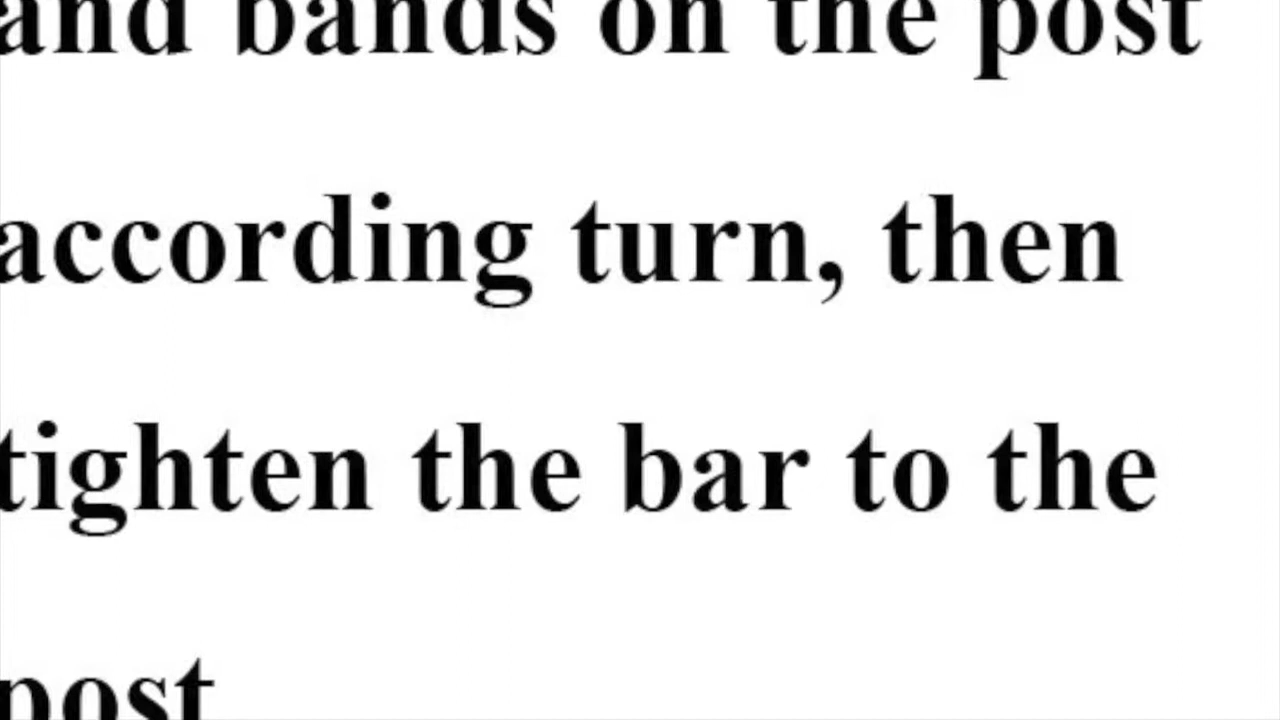 and bands on the post
according turn, then
tighten the bar to the
post